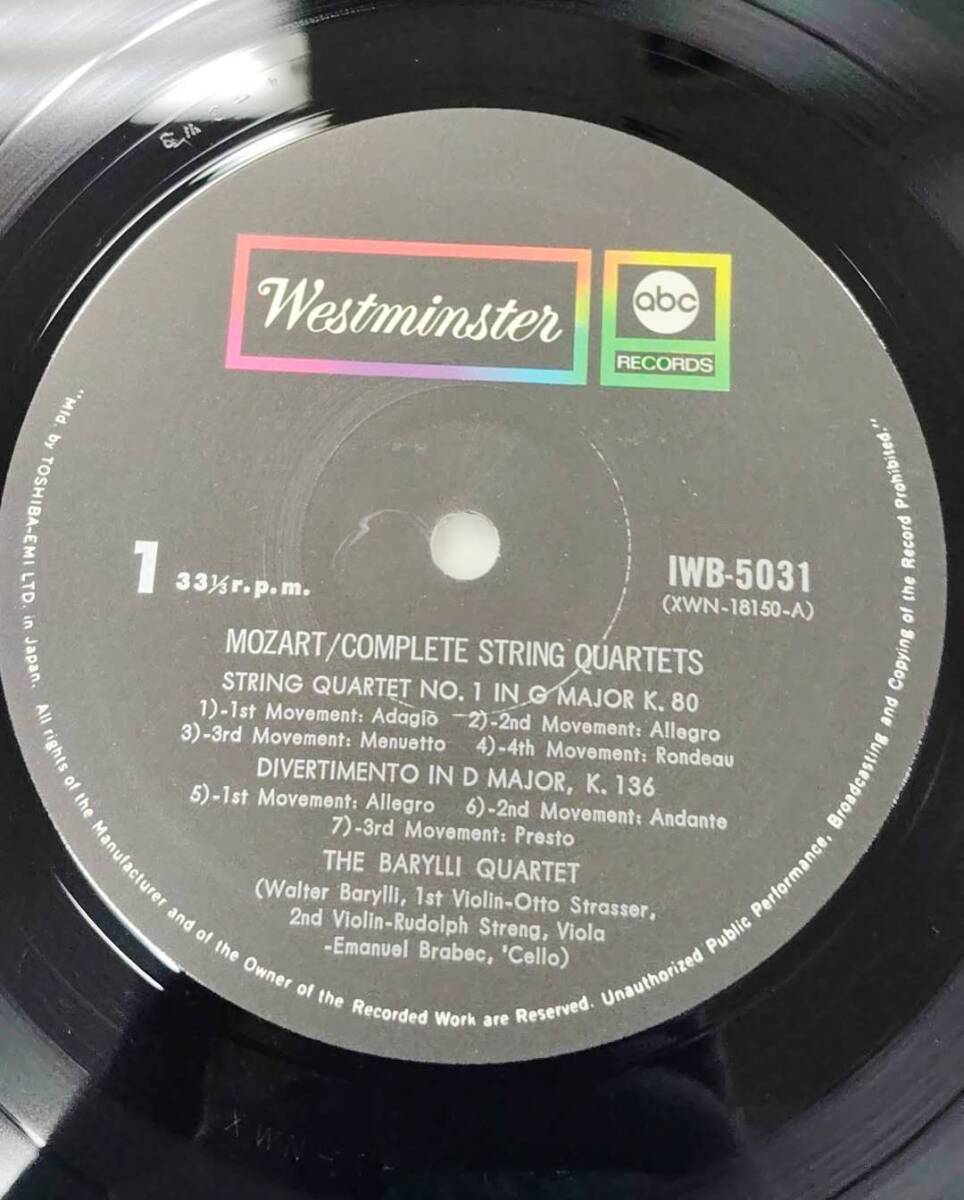 Westminster
abc
RECORDS
1 33⅓ r.p.m.
IWB-5031
(XWN-18150-A)
MOZART/COMPLETE STRING QUARTETS
STRING QUARTET NO. 1 IN G MAJOR K. 80
1)-1st Movement: Adagio 2)-2nd Movement: Allegro
3)-3rd Movement: Menuetto 4)-4th Movement: Rondeau
DIVERTIMENTO IN D MAJOR, K. 136
5)-1st Movement: Allegro 6)-2nd Movement: Andante
7)-3rd Movement: Presto
THE BARYLLI QUARTET
(Walter Barylli, 1st Violin-Otto Strasser,
2nd Violin-Rudolph Streng, Viola
-Emanuel Brabec, 'Cello)
"Mfd. by TOSHIBA-EMI LTD. in Japan. All rights of the Manufacturer and of the Owner of the Recorded Work are Reserved. Unauthorized Public Performance, Broadcasting and Copying of the Record Prohibited."